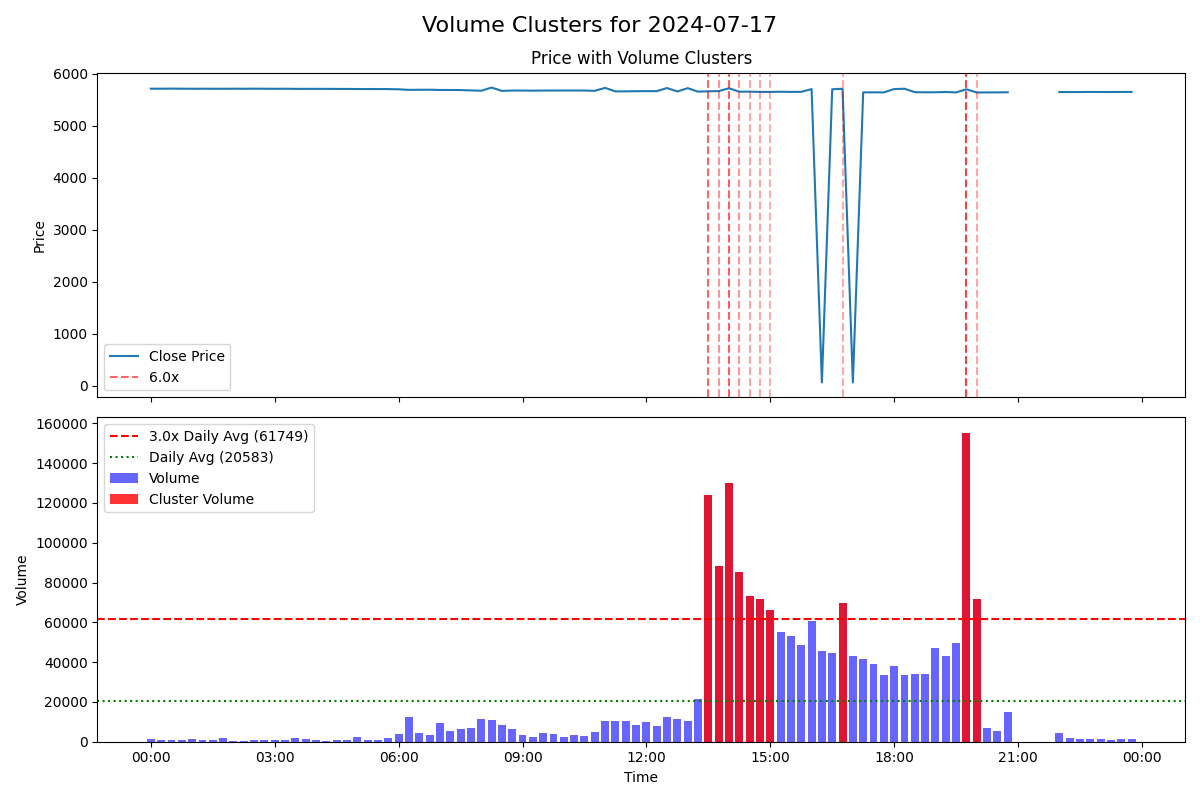 Volume Clusters for 2024-07-17
Price with Volume Clusters
6000
5000
4000
3000
2000
1000
0
Price
Close Price
6.0x
160000
140000
120000
100000
80000
60000
40000
20000
0
Volume
3.0x Daily Avg (61749)
Daily Avg (20583)
Volume
Cluster Volume
00:00 03:00 06:00 09:00 12:00 15:00 18:00 21:00 00:00
Time